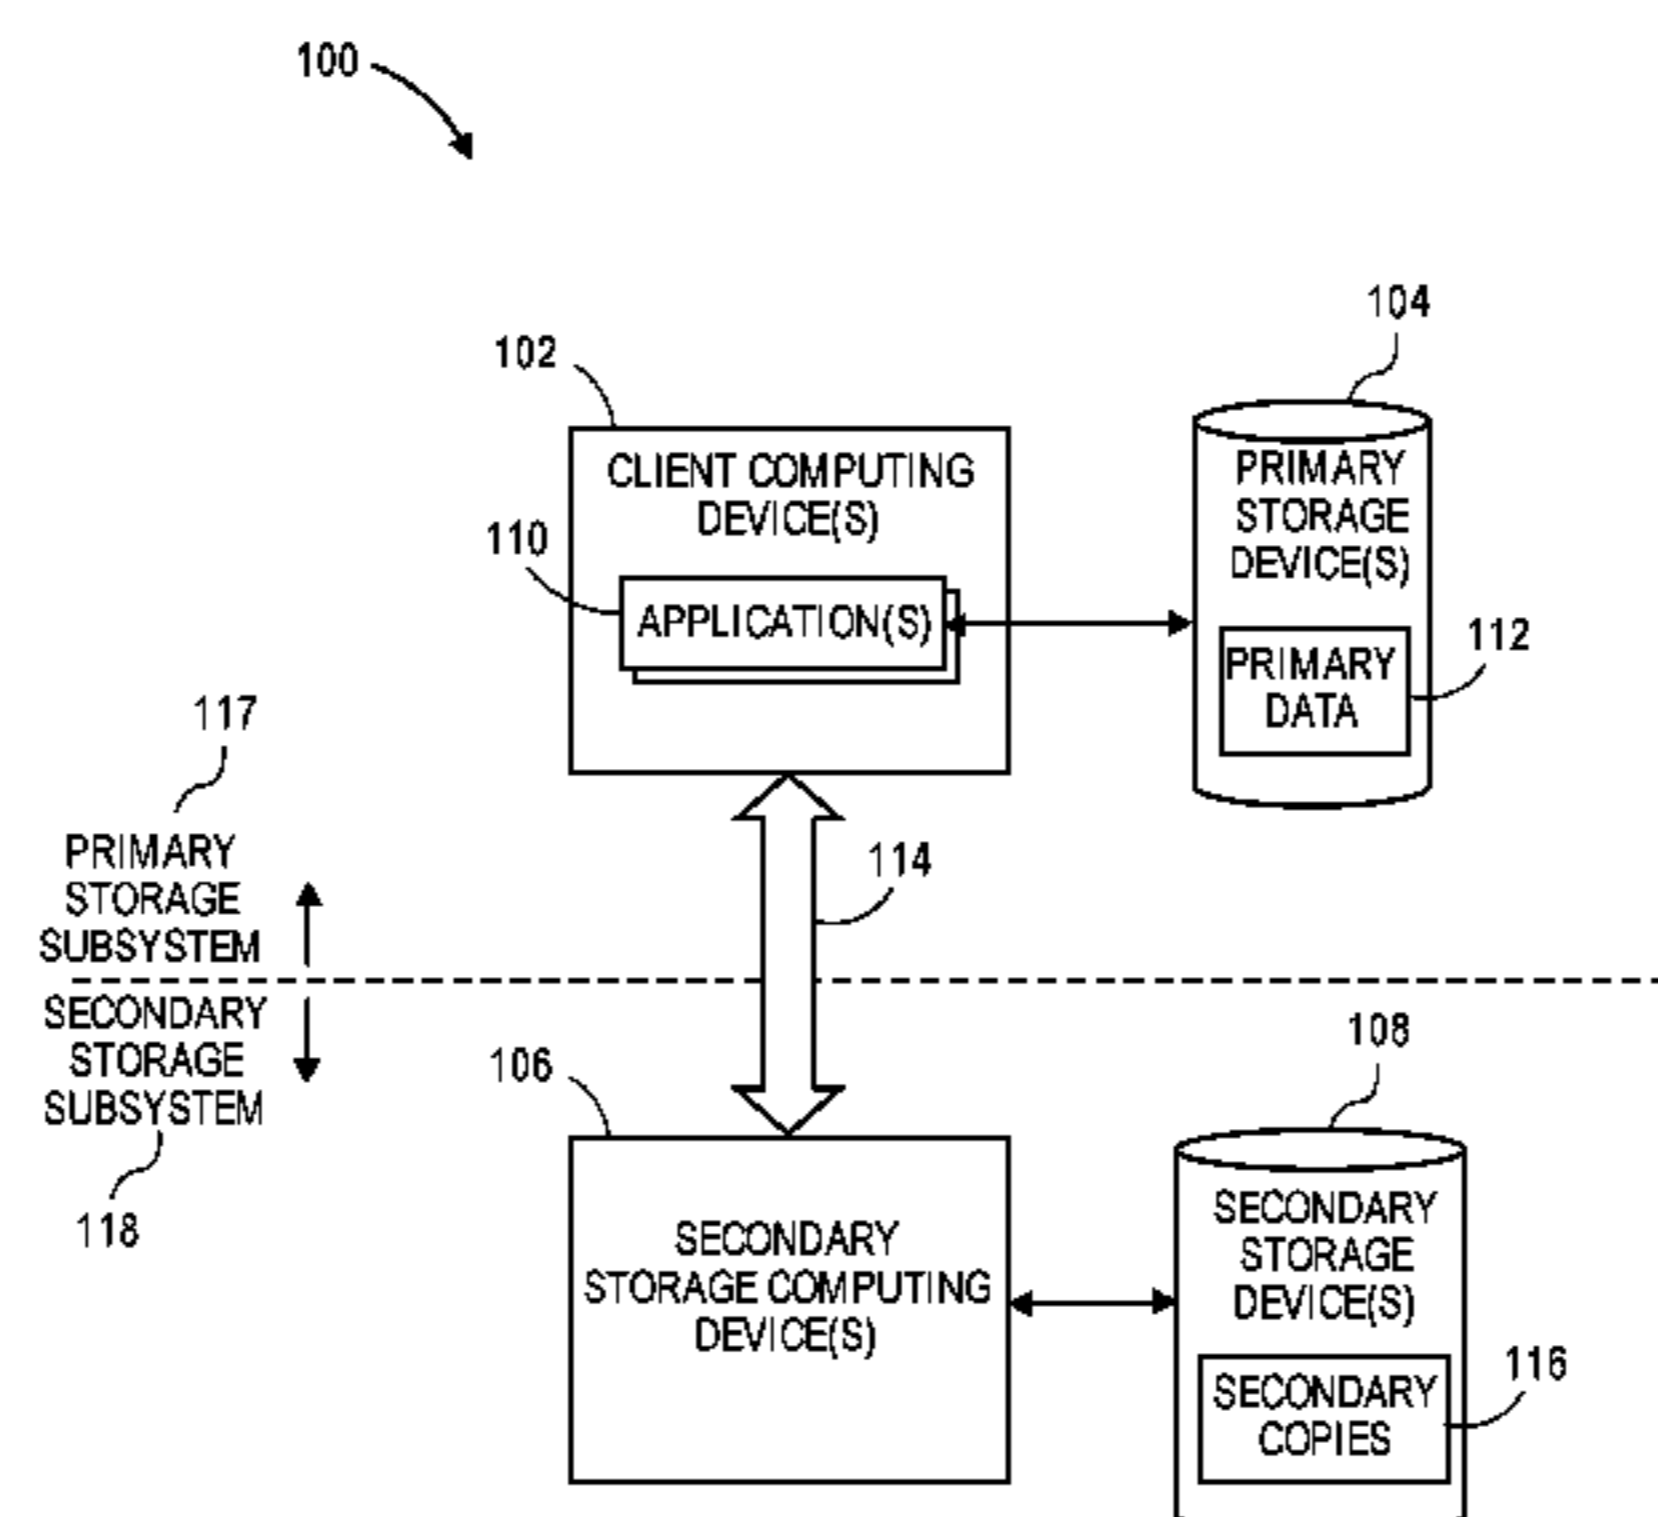 100
104
102
CLIENT COMPUTING
DEVICE(S)
PRIMARY
STORAGE
DEVICE(S)
110
APPLICATION(S)
112
PRIMARY
DATA
117
PRIMARY
STORAGE
SUBSYSTEM
114
SECONDARY
STORAGE
SUBSYSTEM
118
108
106
SECONDARY
STORAGE COMPUTING
DEVICE(S)
SECONDARY
STORAGE
DEVICE(S)
116
SECONDARY
COPIES